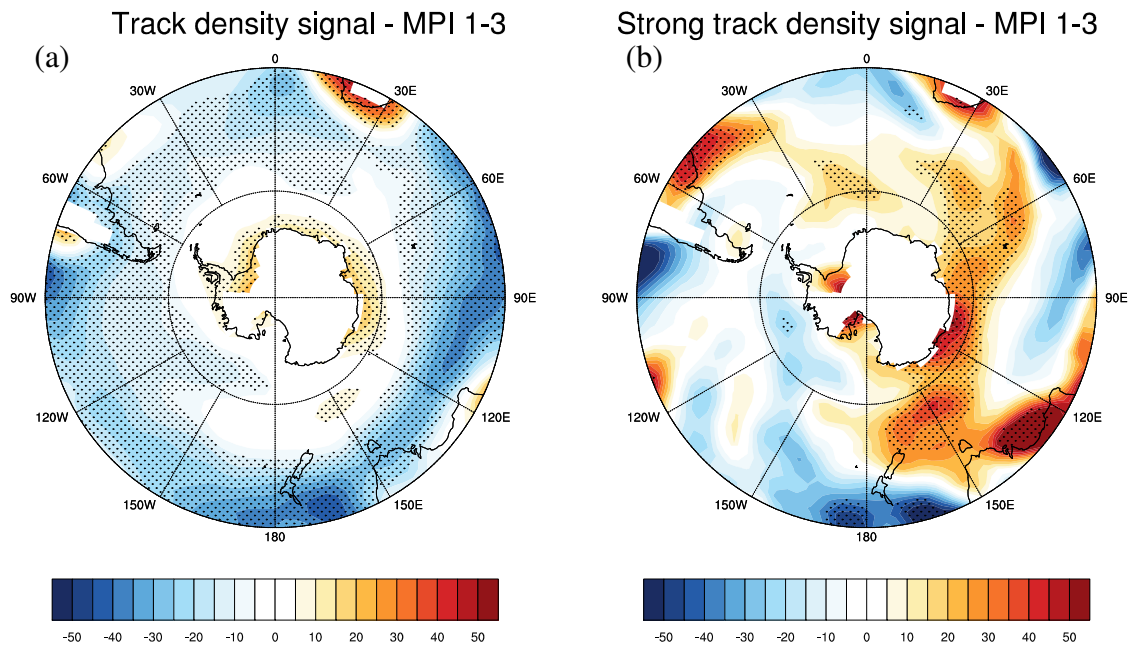 Track density signal - MPI 1-3
(a)
0
30W
30E
60W
60E
90W
90E
120W
120E
150W
150E
180
-50 -40 -30 -20 -10 0 10 20 30 40 50
Strong track density signal - MPI 1-3
(b)
0
30W
30E
60W
60E
90W
90E
120W
120E
150W
150E
180
-50 -40 -30 -20 -10 0 10 20 30 40 50